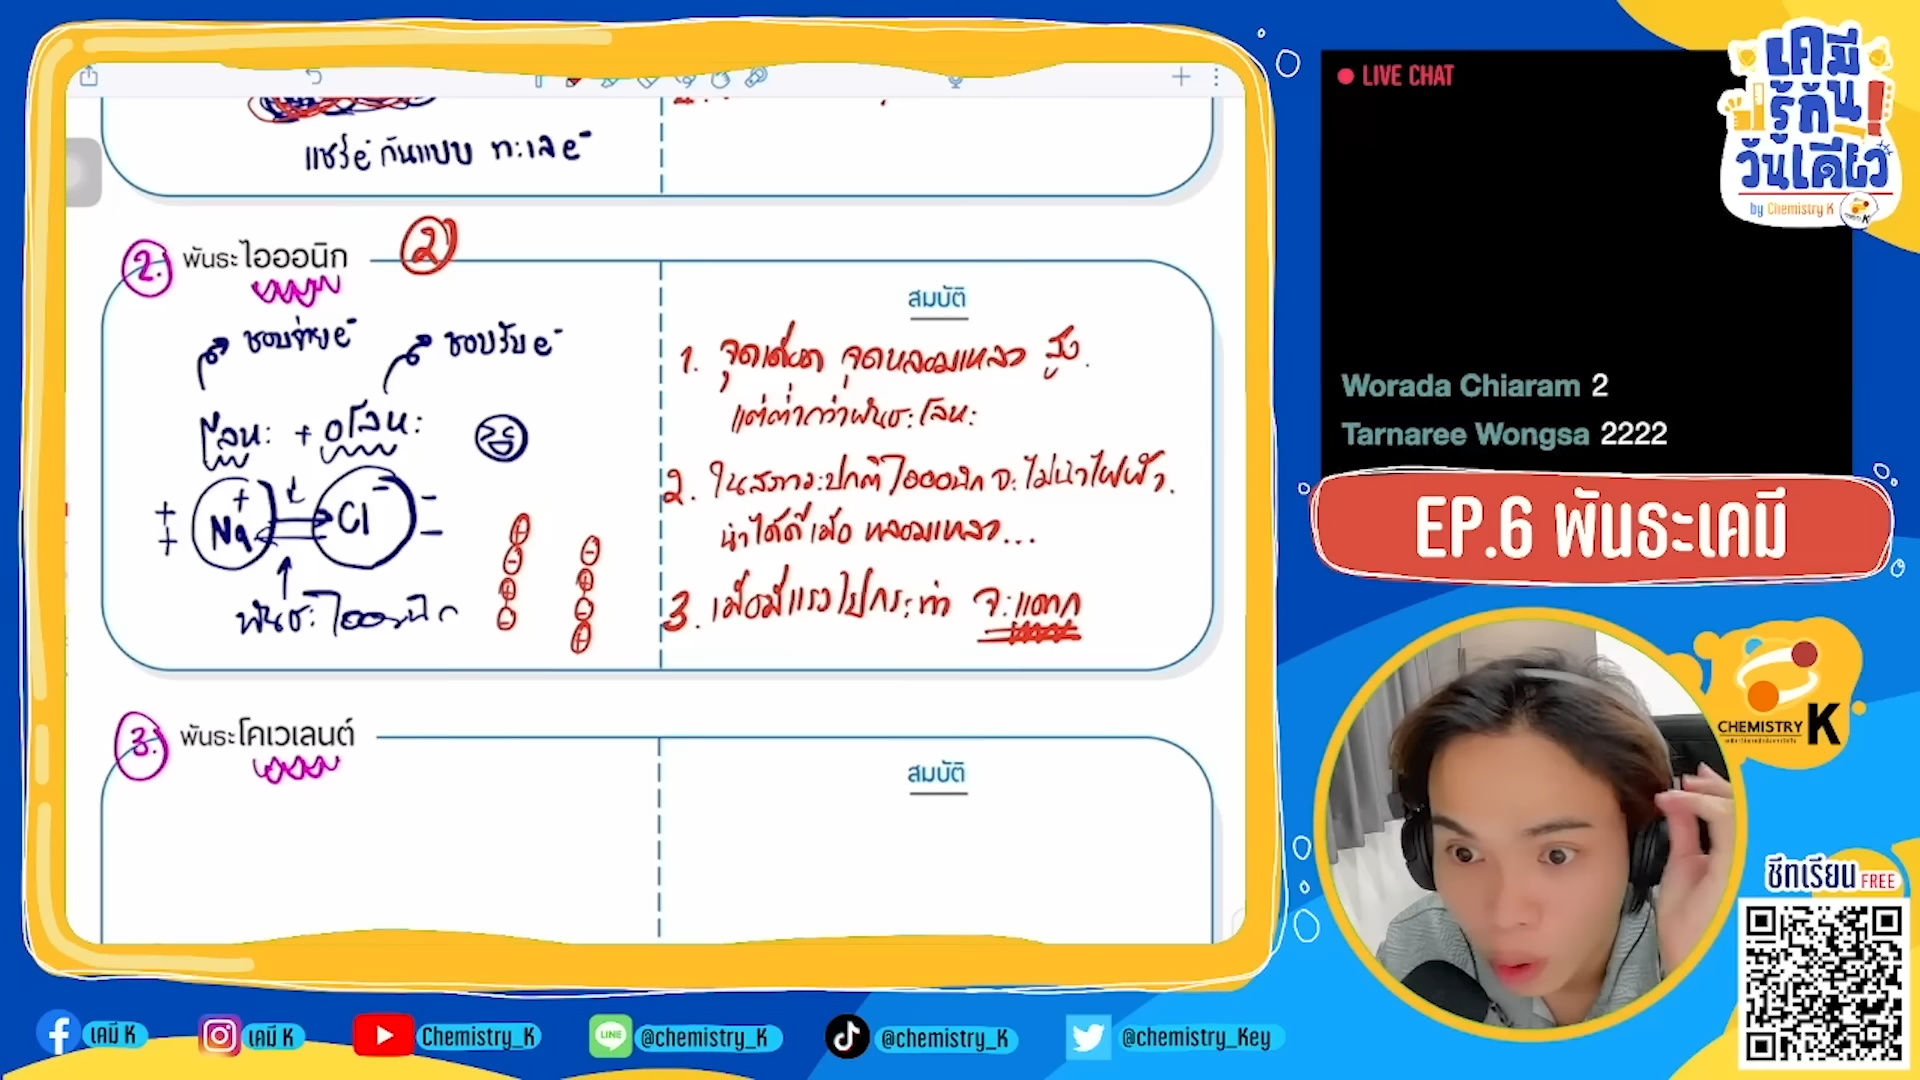 แชร์e⁻ กันแบบ ทะเลe⁻
2. พันธะไอออนิก 2
ชอบจ่ายe⁻ ชอบรับe⁻
โลหะ + อโลหะ
+ + Na + Cl - - -
พันธะไอออนิก
สมบัติ
1. จุดเดือด จุดหลอมเหลว สูง
แต่ต่ำกว่าพันธะโลหะ
2. ในสภาวะปกติไอออนิกจะไม่นำไฟฟ้า
นำได้ดีเมื่อ หลอมเหลว...
3. เมื่อมีแรงไปกระทำ จะแตก
3. พันธะโคเวเลนต์
สมบัติ
LIVE CHAT
Worada Chiaram 2
Tarnaree Wongsa 2222
เคมี
รู้กัน!
วันเดียว
by Chemistry K
EP.6 พันธะเคมี
CHEMISTRY K
ชีทเรียน FREE
เคมี K
เคมี K
Chemistry_K
LINE @chemistry_K
@chemistry_K
@chemistry_Key